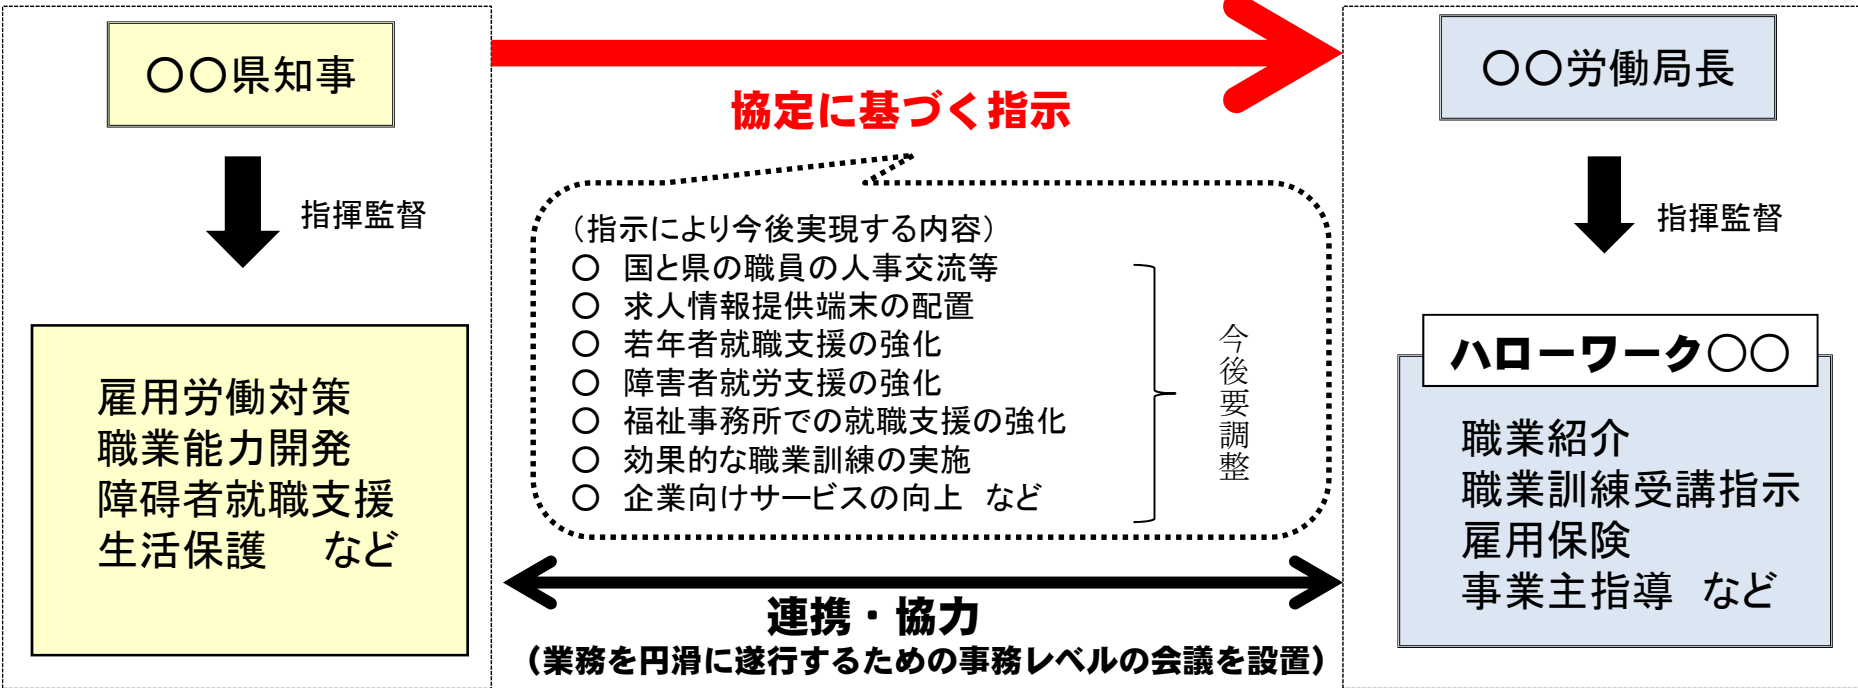 〇〇県知事
指揮監督
雇用労働対策
職業能力開発
障碍者就職支援
生活保護　など
協定に基づく指示
(指示により今後実現する内容)
〇　国と県の職員の人事交流等
〇　求人情報提供端末の配置
〇　若年者就職支援の強化
〇　障害者就労支援の強化
〇　福祉事務所での就職支援の強化
〇　効果的な職業訓練の実施
〇　企業向けサービスの向上　など
今後要調整
連携・協力
(業務を円滑に遂行するための事務レベルの会議を設置)
〇〇労働局長
指揮監督
ハローワーク〇〇
職業紹介
職業訓練受講指示
雇用保険
事業主指導　など